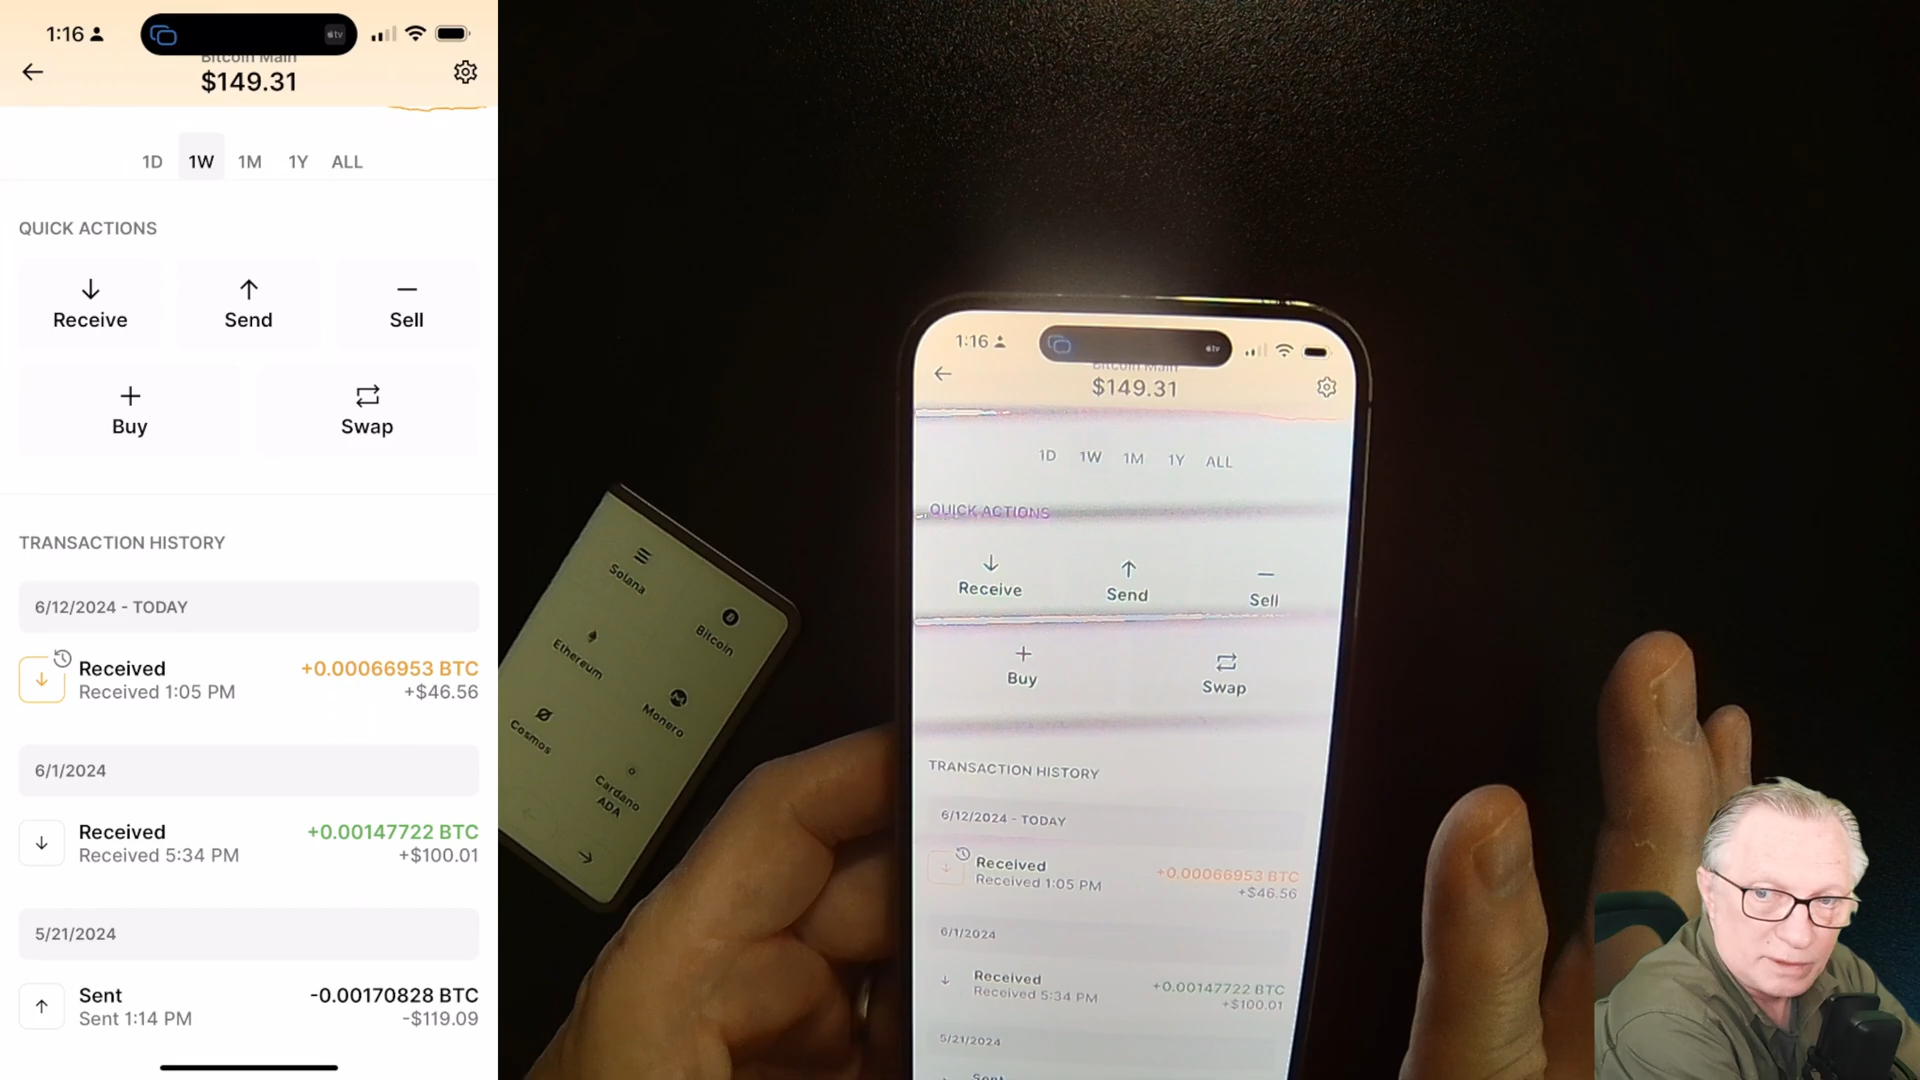 1:16
tv
Bitcoin Main
$149.31
1D 1W 1M 1Y ALL
QUICK ACTIONS
Receive Send Sell
Buy Swap
TRANSACTION HISTORY
6/12/2024 - TODAY
Received +0.00066953 BTC
Received 1:05 PM +$46.56
6/1/2024
Received +0.00147722 BTC
Received 5:34 PM +$100.01
5/21/2024
Sent -0.00170828 BTC
Sent 1:14 PM -$119.09
Solana
Bitcoin
Ethereum
Monero
Cosmos
Cardano
ADA
1:16
tv
Bitcoin Main
$149.31
1D 1W 1M 1Y ALL
QUICK ACTIONS
Receive Send Sell
Buy Swap
TRANSACTION HISTORY
6/12/2024 - TODAY
Received +0.00066953 BTC
Received 1:05 PM +$46.56
6/1/2024
Received +0.00147722 BTC
Received 5:34 PM +$100.01
5/21/2024
Sent